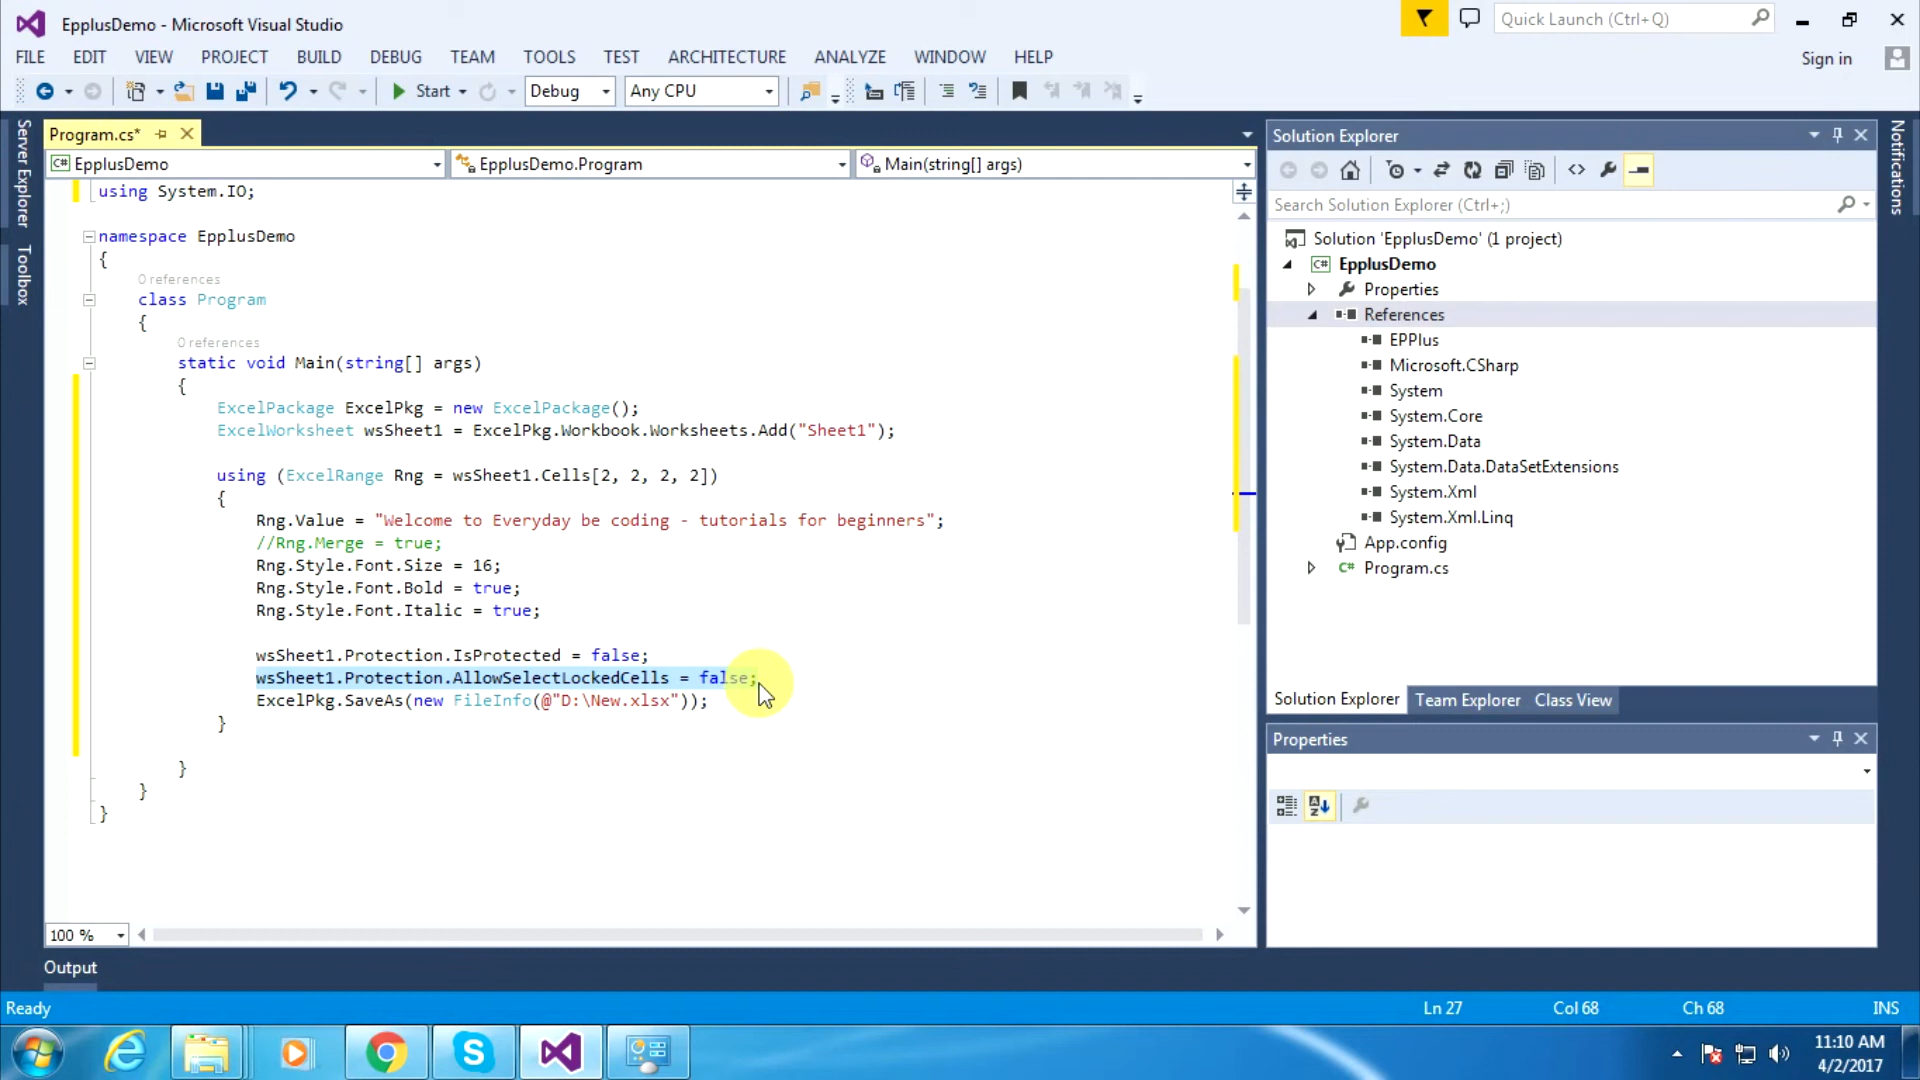 EpplusDemo - Microsoft Visual Studio
Quick Launch (Ctrl+Q)
FILE EDIT VIEW PROJECT BUILD DEBUG TEAM TOOLS TEST ARCHITECTURE ANALYZE WINDOW HELP
Sign in
Start Debug Any CPU
Server Explorer
Toolbox
Program.cs*
EpplusDemo EpplusDemo.Program Main(string[] args)
using System.IO;
namespace EpplusDemo
{
0 references
class Program
{
0 references
static void Main(string[] args)
{
ExcelPackage ExcelPkg = new ExcelPackage();
ExcelWorksheet wsSheet1 = ExcelPkg.Workbook.Worksheets.Add("Sheet1");
using (ExcelRange Rng = wsSheet1.Cells[2, 2, 2, 2])
{
Rng.Value = "Welcome to Everyday be coding - tutorials for beginners";
//Rng.Merge = true;
Rng.Style.Font.Size = 16;
Rng.Style.Font.Bold = true;
Rng.Style.Font.Italic = true;
wsSheet1.Protection.IsProtected = false;
wsSheet1.Protection.AllowSelectLockedCells = false;
ExcelPkg.SaveAs(new FileInfo(@"D:\New.xlsx"));
}
}
}
}
100 %
Solution Explorer
Search Solution Explorer (Ctrl+;)
Solution 'EpplusDemo' (1 project)
C# EpplusDemo
Properties
References
EPPlus
Microsoft.CSharp
System
System.Core
System.Data
System.Data.DataSetExtensions
System.Xml
System.Xml.Linq
App.config
C# Program.cs
Solution Explorer Team Explorer Class View
Properties
Notifications
Output
Ready
Ln 27 Col 68 Ch 68 INS
11:10 AM
4/2/2017